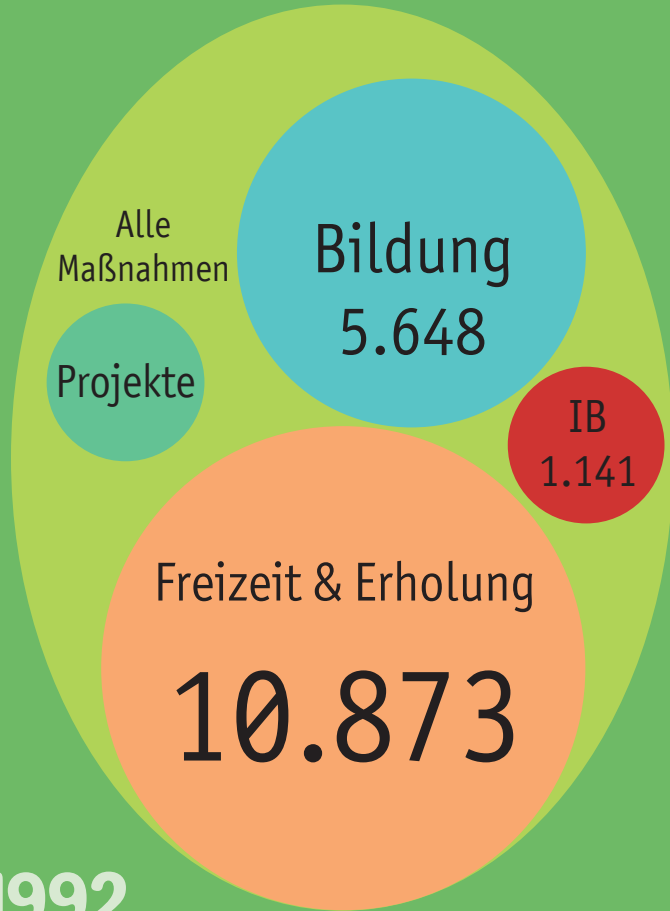 Alle
Maßnahmen
Projekte
Bildung
5.648
IB
1.141
Freizeit & Erholung
10.873
1992